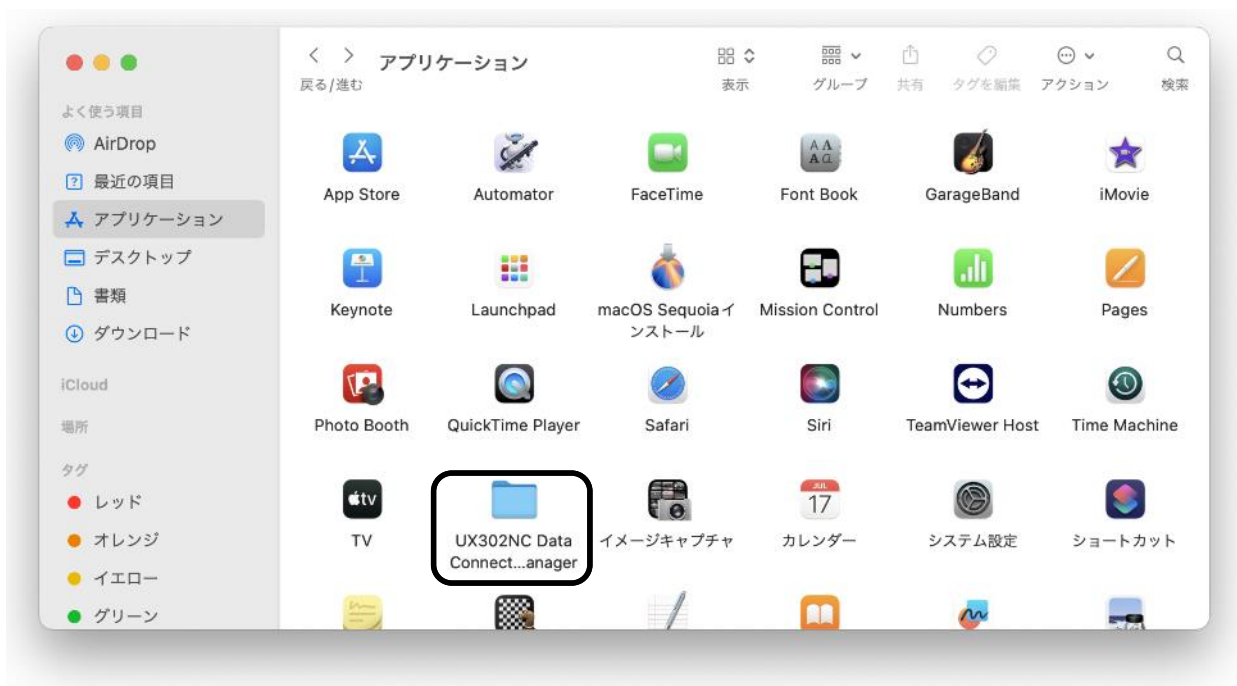 アプリケーション
戻る/進む
表示
グループ
共有
タグを編集
アクション
検索
よく使う項目
AirDrop
最近の項目
アプリケーション
デスクトップ
書類
ダウンロード
iCloud
場所
タグ
レッド
オレンジ
イエロー
グリーン
App Store
Automator
FaceTime
Font Book
GarageBand
iMovie
Keynote
Launchpad
macOS Sequoiaイ
ンストール
Mission Control
Numbers
Pages
Photo Booth
QuickTime Player
Safari
Siri
TeamViewer Host
Time Machine
tv
TV
UX302NC Data
Connect...anager
イメージキャプチャ
JUL
17
カレンダー
システム設定
ショートカット